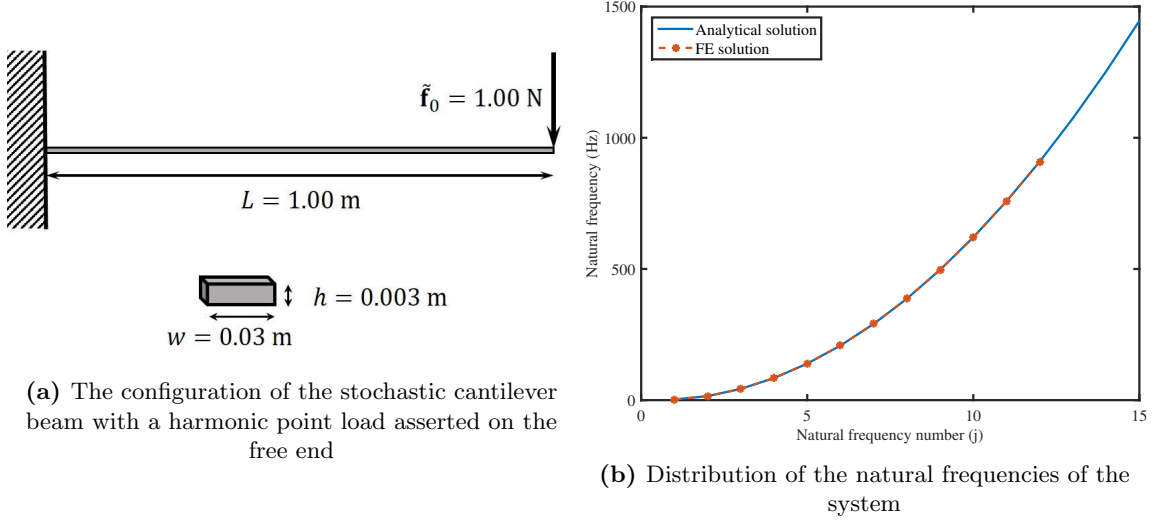 f̃₀ = 1.00 N
L = 1.00 m
h = 0.003 m
w = 0.03 m
(a) The configuration of the stochastic cantilever
beam with a harmonic point load asserted on the
free end
1500
1000
500
0
0
5
10
15
Natural frequency (Hz)
Natural frequency number (j)
Analytical solution
FE solution
(b) Distribution of the natural frequencies of the
system